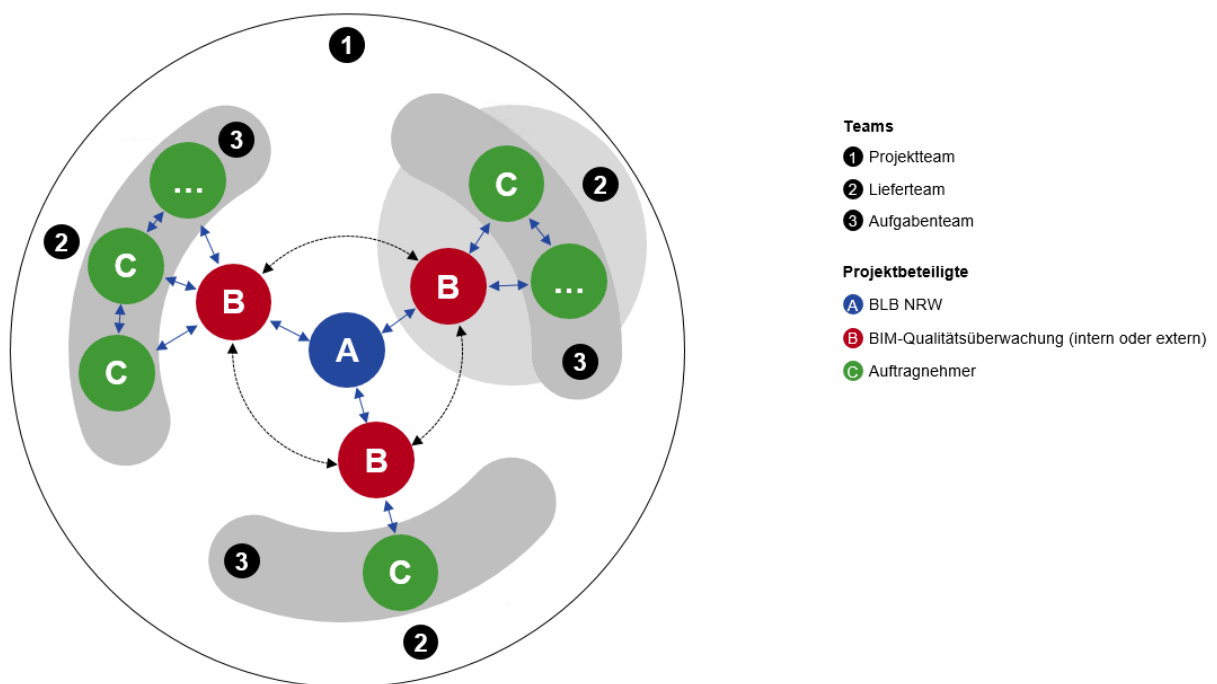 1
3
...
2
C
C
B
A
B
C
...
2
3
B
3
C
2
Teams
1 Projektteam
2 Lieferteam
3 Aufgabenteam
Projektbeteiligte
A BLB NRW
B BIM-Qualitätsüberwachung (intern oder extern)
C Auftragnehmer